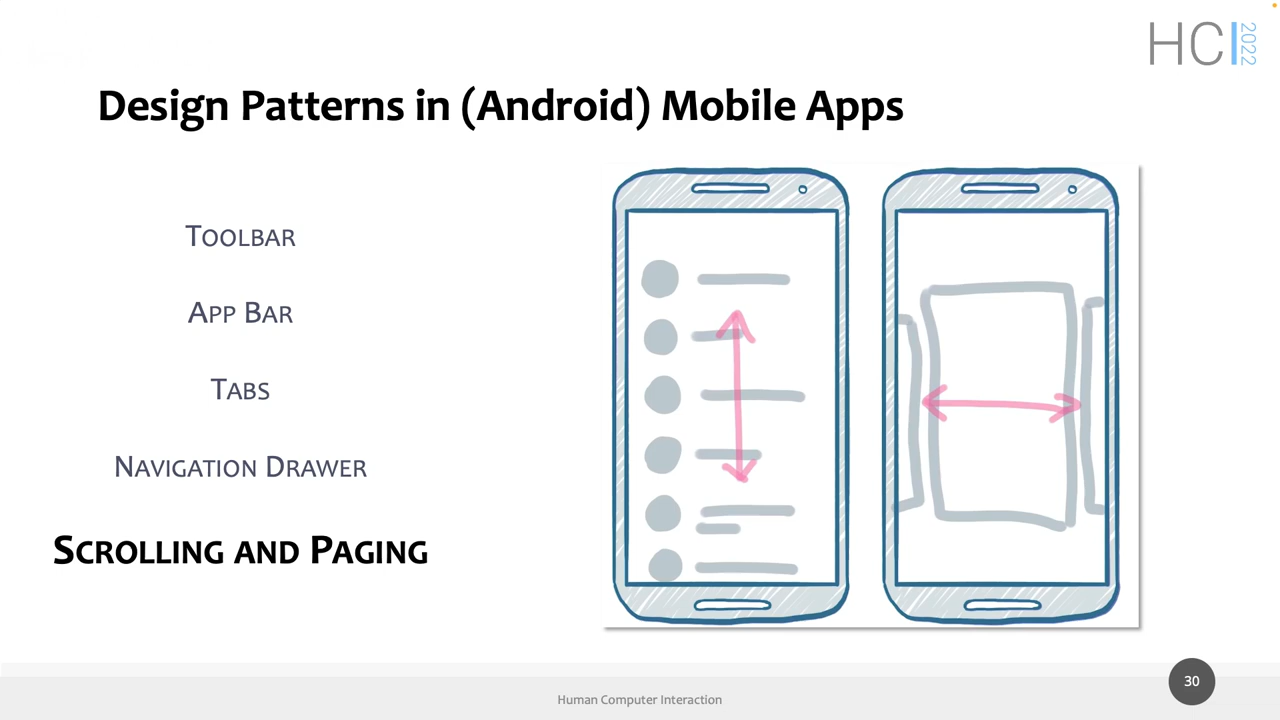 HCI 2022
Design Patterns in (Android) Mobile Apps
Toolbar
App Bar
Tabs
Navigation Drawer
Scrolling and Paging
Human Computer Interaction
30